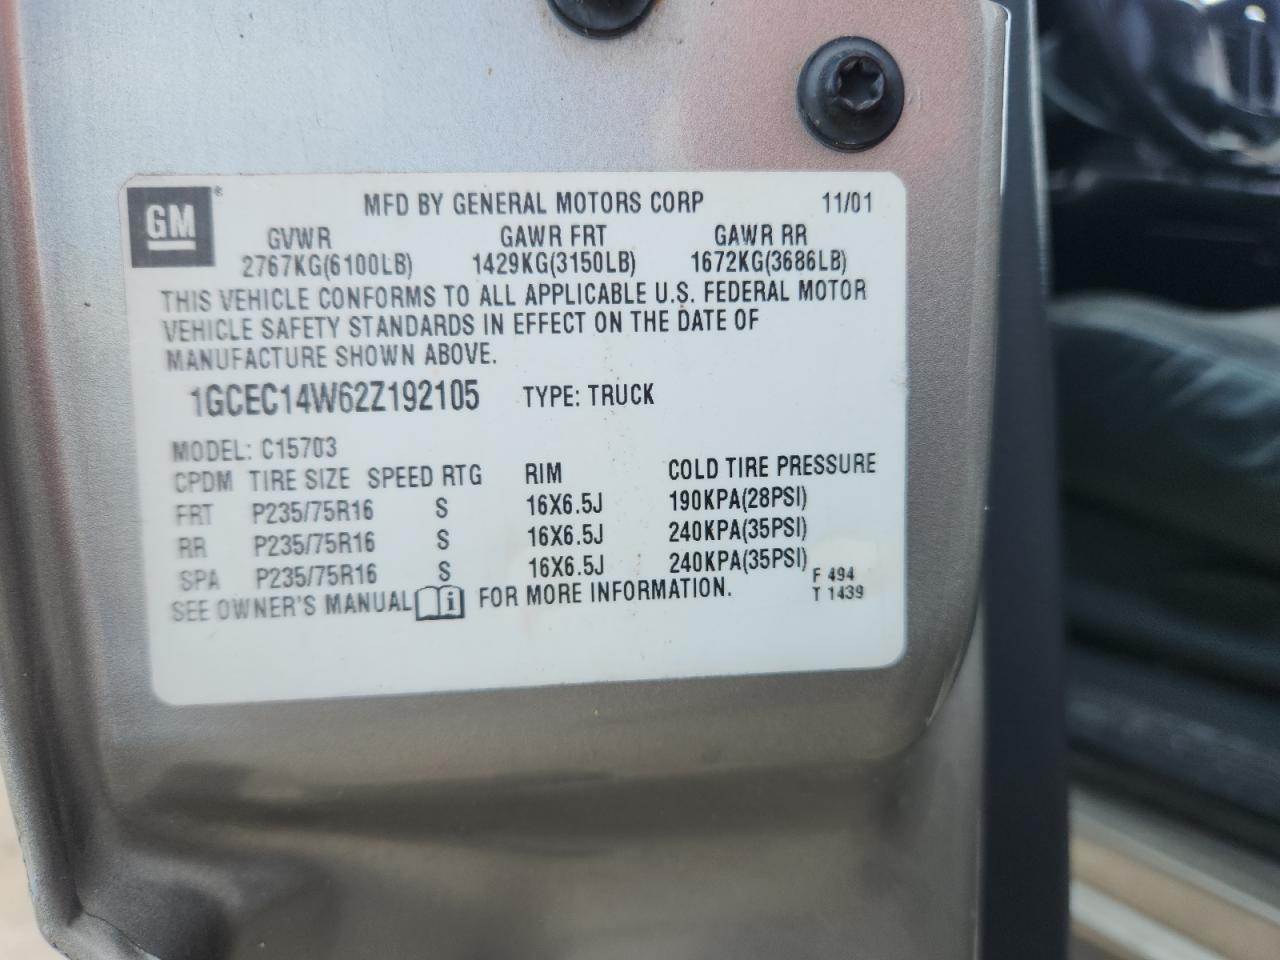 GM®
MFD BY GENERAL MOTORS CORP 11/01
GVWR GAWR FRT GAWR RR
2767KG(6100LB) 1429KG(3150LB) 1672KG(3686LB)
THIS VEHICLE CONFORMS TO ALL APPLICABLE U.S. FEDERAL MOTOR
VEHICLE SAFETY STANDARDS IN EFFECT ON THE DATE OF
MANUFACTURE SHOWN ABOVE.
1GCEC14W62Z192105 TYPE: TRUCK
MODEL: C15703
CPDM TIRE SIZE SPEED RTG RIM COLD TIRE PRESSURE
FRT P235/75R16 S 16X6.5J 190KPA(28PSI)
RR P235/75R16 S 16X6.5J 240KPA(35PSI)
SPA P235/75R16 S 16X6.5J 240KPA(35PSI)
SEE OWNER'S MANUAL i FOR MORE INFORMATION.
F 494
T 1439